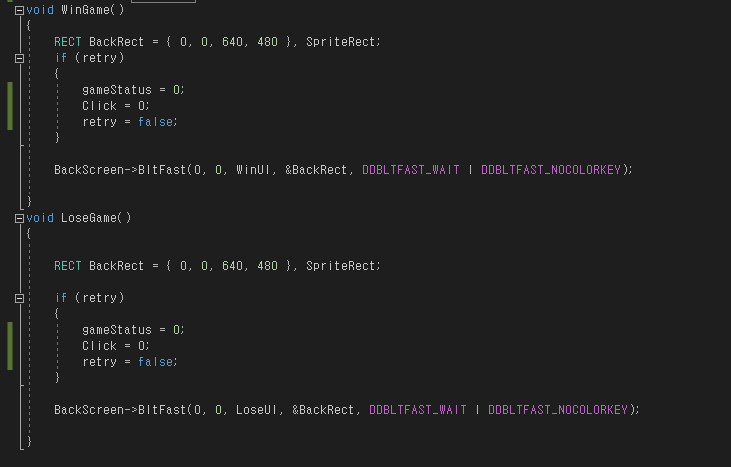 void WinGame()
{
RECT BackRect = { 0, 0, 640, 480 }, SpriteRect;
if (retry)
{
gameStatus = 0;
Click = 0;
retry = false;
}
BackScreen->BltFast(0, 0, WinUI, &BackRect, DDBLTFAST_WAIT | DDBLTFAST_NOCOLORKEY);
}
void LoseGame()
{
RECT BackRect = { 0, 0, 640, 480 }, SpriteRect;
if (retry)
{
gameStatus = 0;
Click = 0;
retry = false;
}
BackScreen->BltFast(0, 0, LoseUI, &BackRect, DDBLTFAST_WAIT | DDBLTFAST_NOCOLORKEY);
}